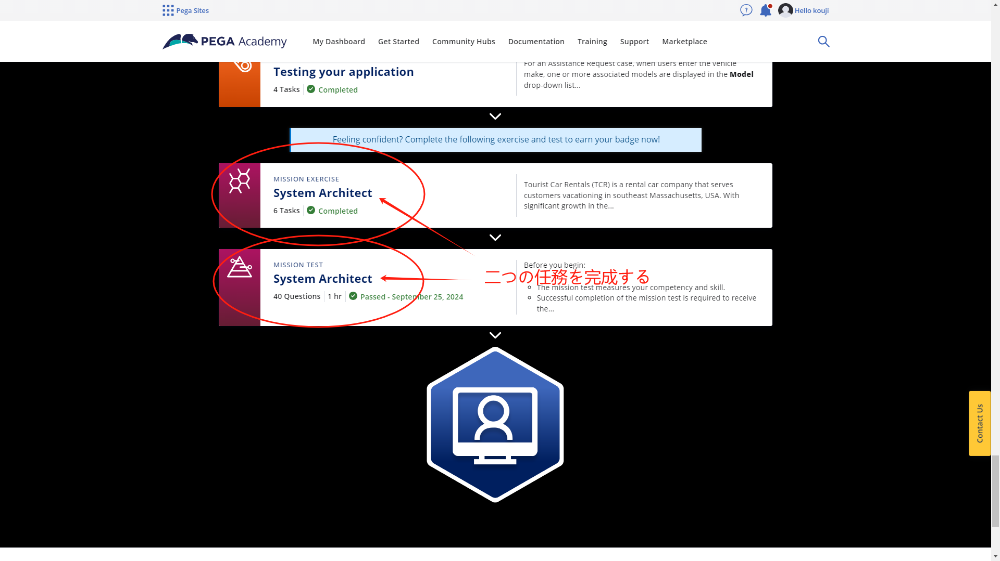 Pega Sites
?
Hello kouji
PEGA Academy
My Dashboard
Get Started
Community Hubs
Documentation
Training
Support
Marketplace
Testing your application
4 Tasks
Completed
For an Assistance Request case, when users enter the vehicle
make, one or more associated models are displayed in the Model
drop-down list...
Feeling confident? Complete the following exercise and test to earn your badge now!
MISSION EXERCISE
System Architect
6 Tasks
Completed
Tourist Car Rentals (TCR) is a rental car company that serves
customers vacationing in southeast Massachusetts, USA. With
significant growth in the...
MISSION TEST
System Architect
40 Questions
1 hr
Passed - September 25, 2024
Before you begin:
二つの任務を完成する
The mission test measures your competency and skill.
Successful completion of the mission test is required to receive
the...
Contact Us